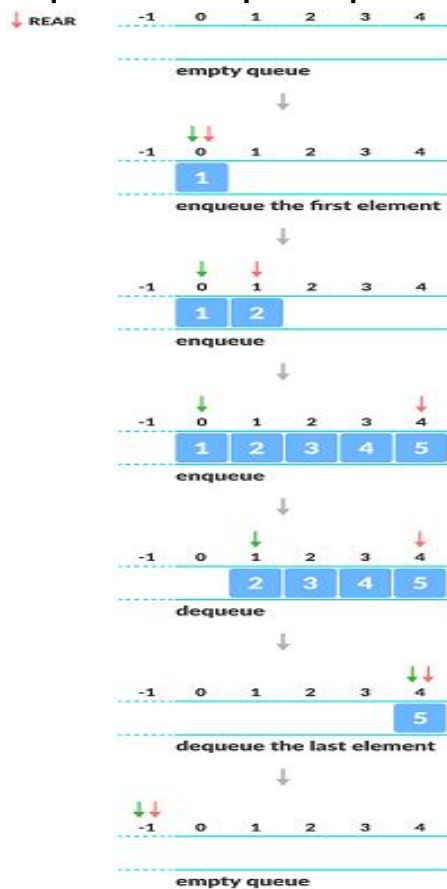 REAR
-1 0 1 2 3 4
empty queue
-1 0 1 2 3 4
1
enqueue the first element
-1 0 1 2 3 4
1 2
enqueue
-1 0 1 2 3 4
1 2 3 4 5
enqueue
-1 0 1 2 3 4
2 3 4 5
dequeue
-1 0 1 2 3 4
5
dequeue the last element
-1 0 1 2 3 4
empty queue